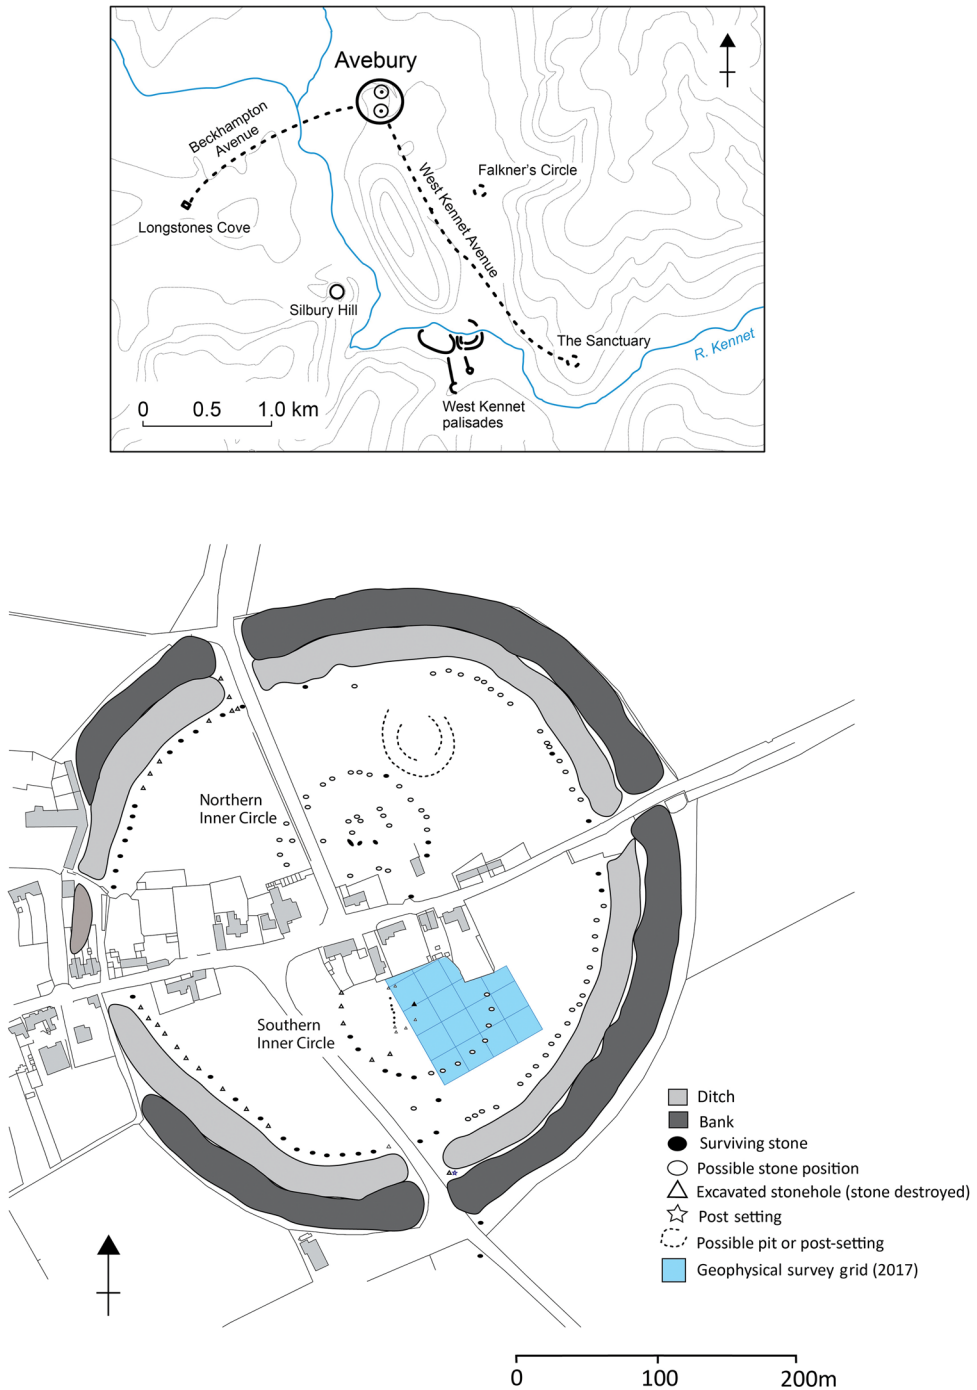 Avebury
Beckhampton
Avenue
Falkner's Circle
West Kennet Avenue
Longstones Cove
Silbury Hill
The Sanctuary
R. Kennet
0 0.5 1.0 km
West Kennet
palisades
Northern
Inner Circle
Southern
Inner Circle
Ditch
Bank
Surviving stone
Possible stone position
Excavated stonehole (stone destroyed)
Post setting
Possible pit or post-setting
Geophysical survey grid (2017)
0 100 200m